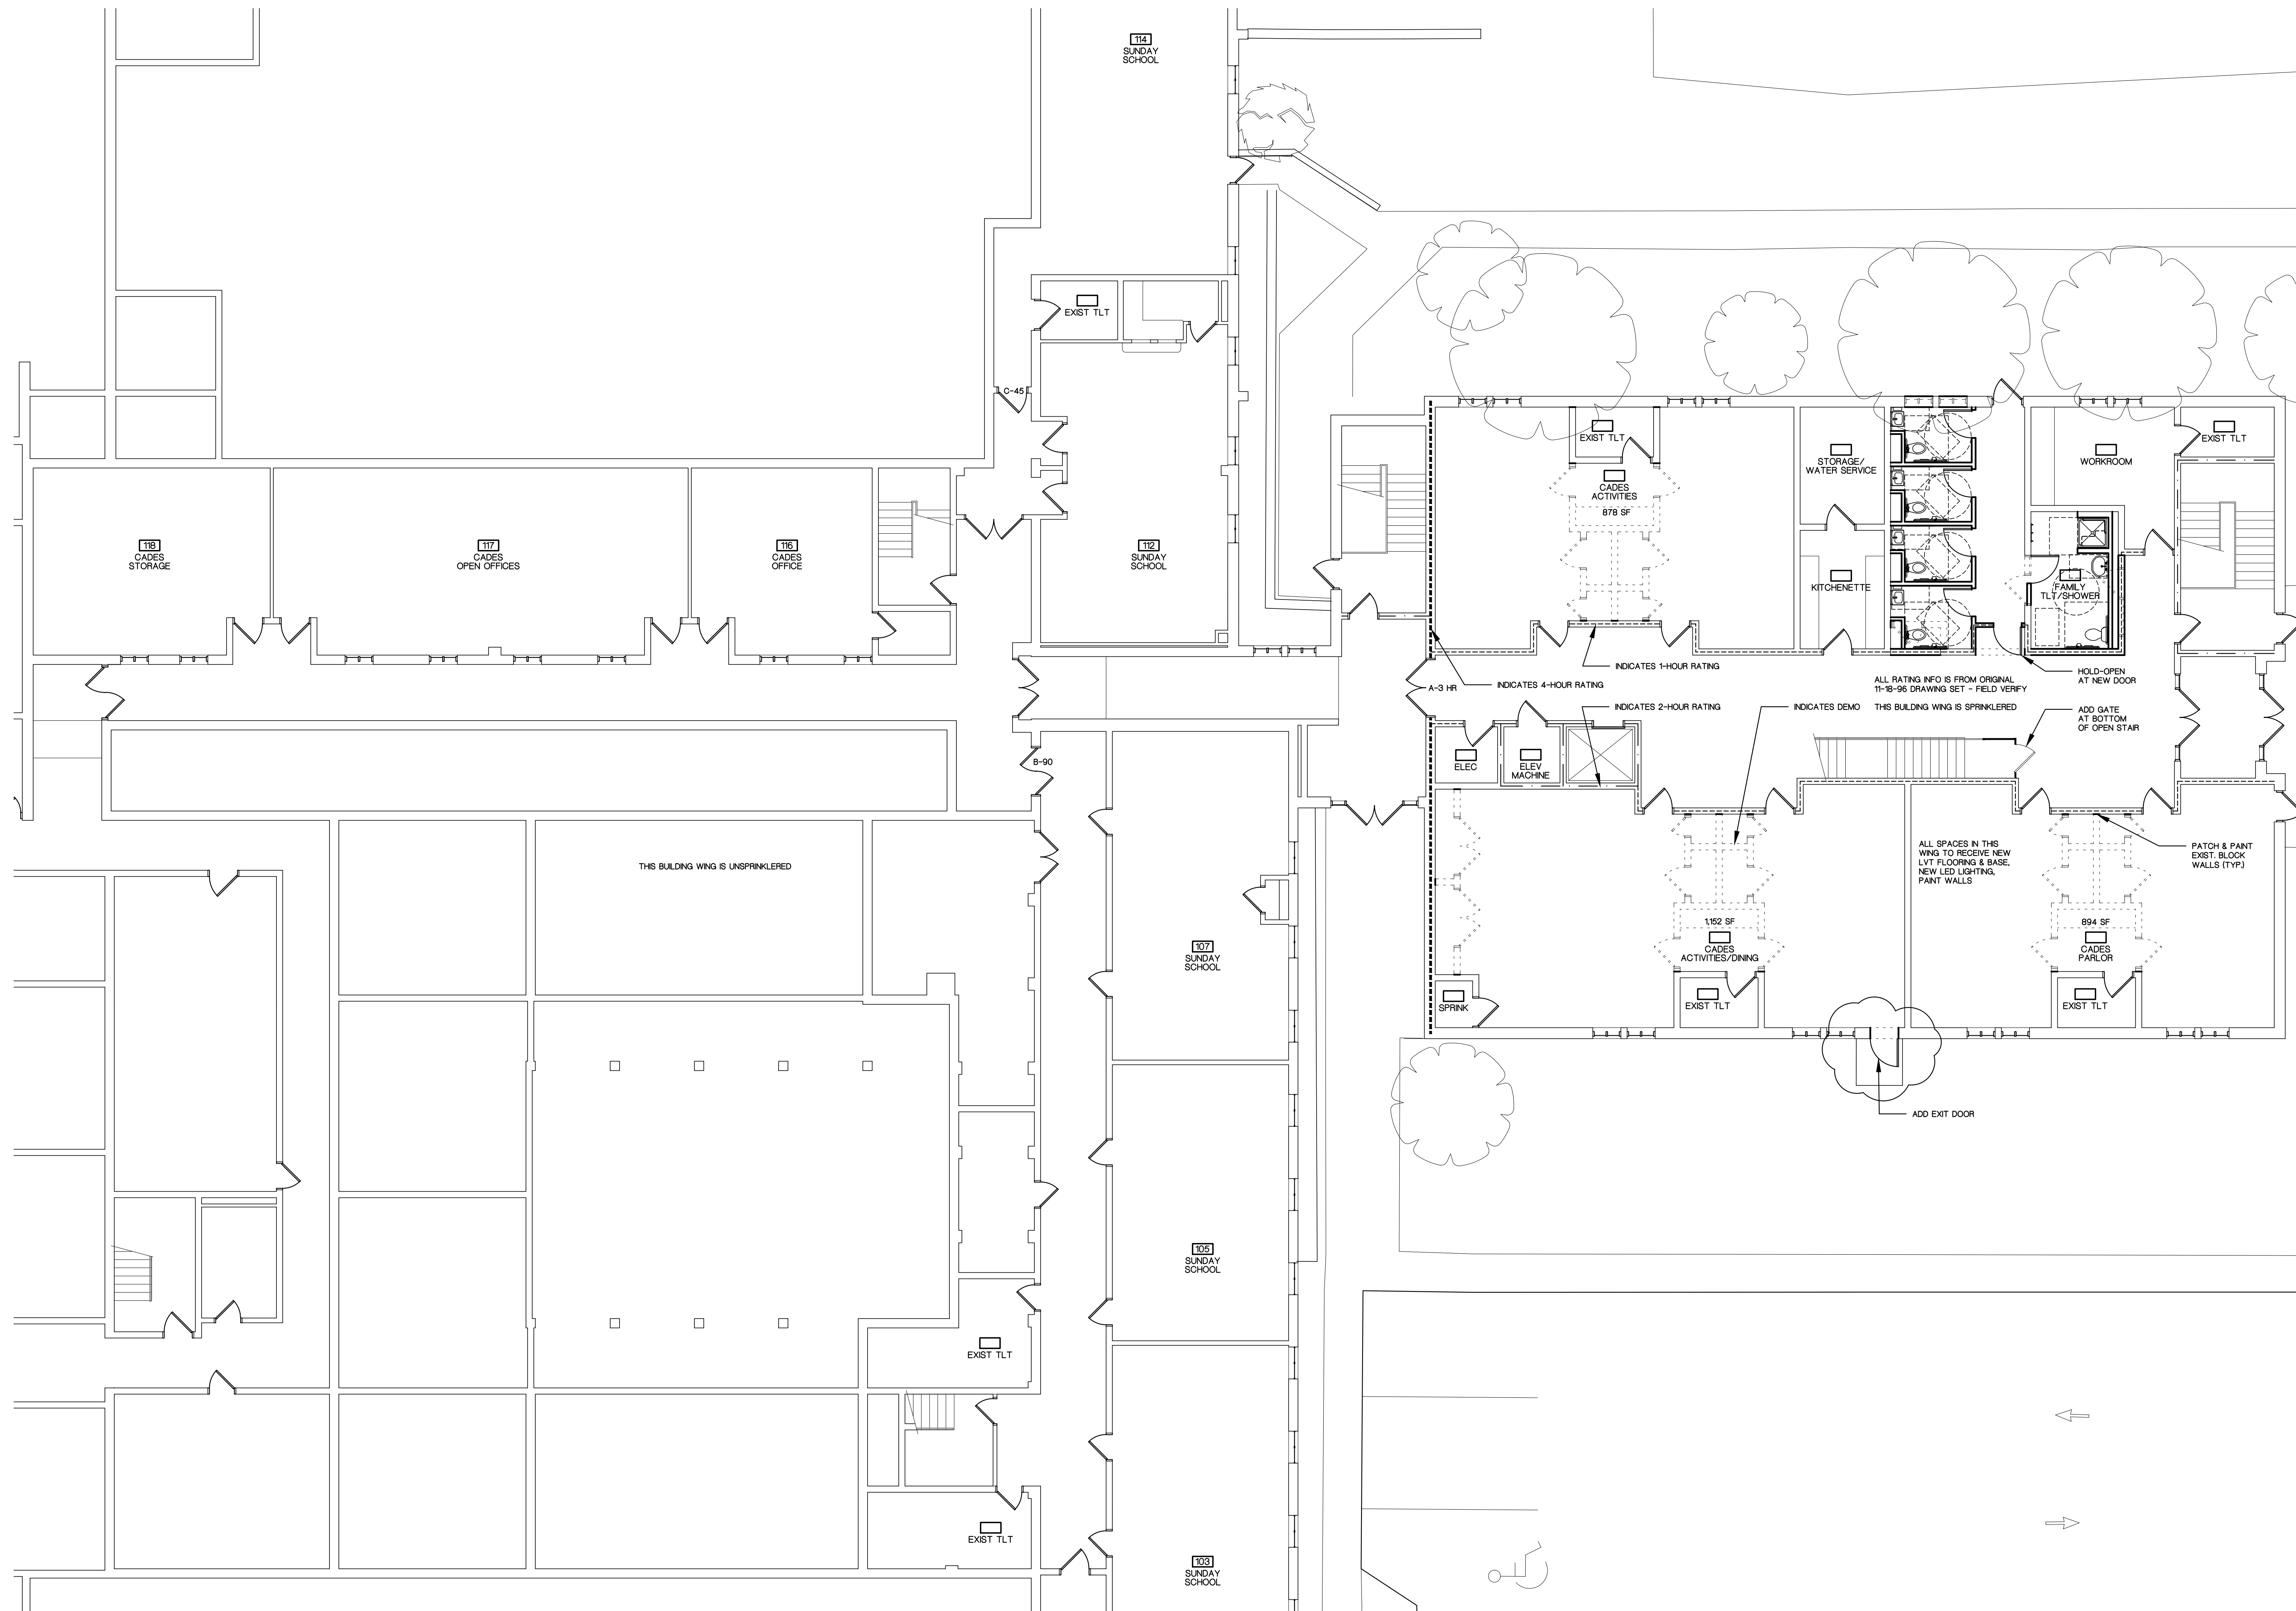 114
SUNDAY
SCHOOL
EXIST TLT
C-45
118
CADES
STORAGE
117
CADES
OPEN OFFICES
116
CADES
OFFICE
112
SUNDAY
SCHOOL
EXIST TLT
CADES
ACTIVITIES
878 SF
STORAGE/
WATER SERVICE
KITCHENETTE
WORKROOM
EXIST TLT
FAMILY
TLT/SHOWER
INDICATES 1-HOUR RATING
INDICATES 4-HOUR RATING
A-3 HR
ALL RATING INFO IS FROM ORIGINAL
11-18-96 DRAWING SET - FIELD VERIFY
HOLD-OPEN
AT NEW DOOR
INDICATES 2-HOUR RATING
INDICATES DEMO
THIS BUILDING WING IS SPRINKLERED
ADD GATE
AT BOTTOM
OF OPEN STAIR
B-90
ELEC
ELEV
MACHINE
THIS BUILDING WING IS UNSPRINKLERED
ALL SPACES IN THIS
WING TO RECEIVE NEW
LVT FLOORING & BASE,
NEW LED LIGHTING,
PAINT WALLS
PATCH & PAINT
EXIST. BLOCK
WALLS (TYP.)
107
SUNDAY
SCHOOL
1,152 SF
CADES
ACTIVITIES/DINING
894 SF
CADES
PARLOR
SPRINK
EXIST TLT
EXIST TLT
ADD EXIT DOOR
105
SUNDAY
SCHOOL
EXIST TLT
EXIST TLT
103
SUNDAY
SCHOOL